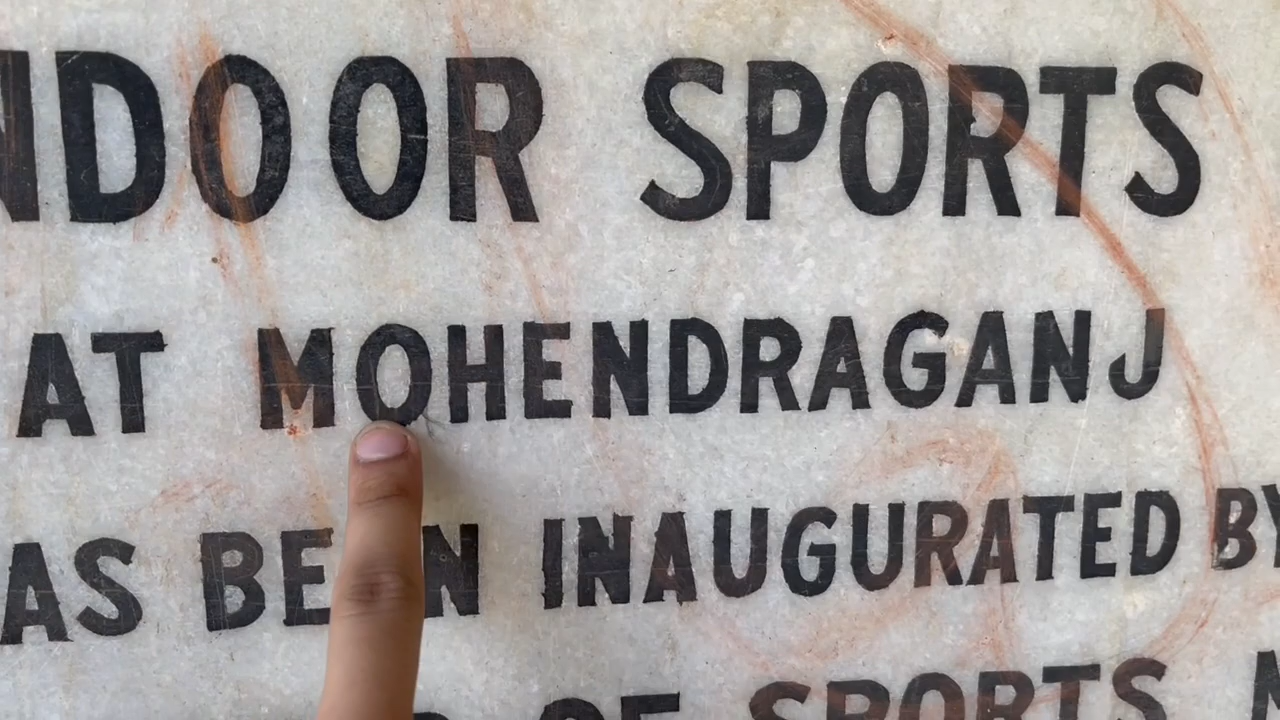 NDOOR SPORTS
AT MOHENDRAGANJ
AS BEEN INAUGURATED BY
OF SPORTS